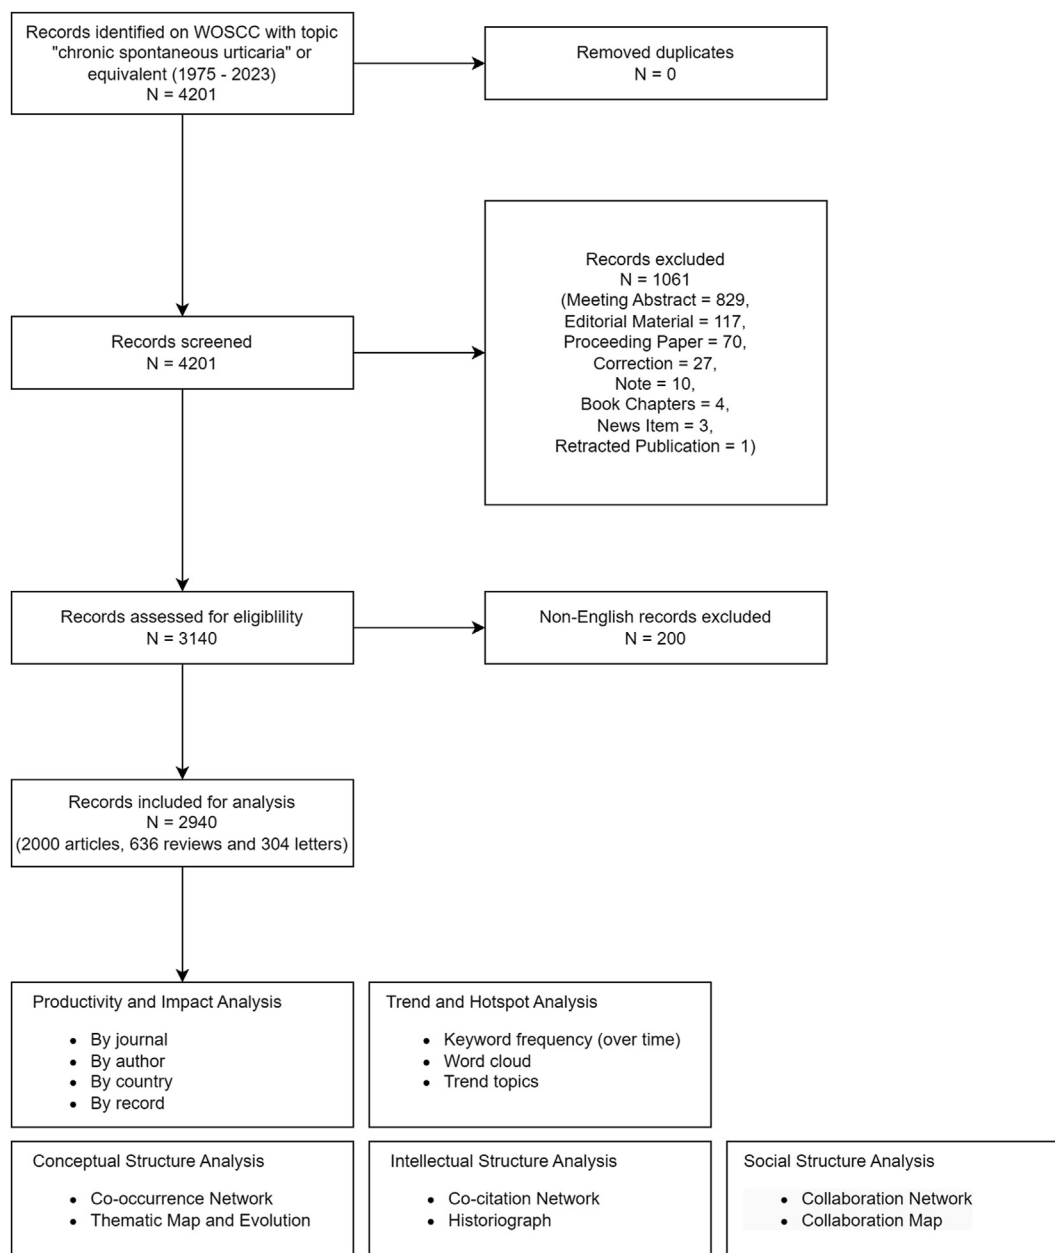 Records identified on WOSCC with topic
"chronic spontaneous urticaria" or
equivalent (1975 - 2023)
N = 4201
Removed duplicates
N = 0
Records excluded
N = 1061
(Meeting Abstract = 829,
Editorial Material = 117,
Proceeding Paper = 70,
Correction = 27,
Note = 10,
Book Chapters = 4,
News Item = 3,
Retracted Publication = 1)
Records screened
N = 4201
Records assessed for eligiblility
N = 3140
Non-English records excluded
N = 200
Records included for analysis
N = 2940
(2000 articles, 636 reviews and 304 letters)
Productivity and Impact Analysis
• By journal
• By author
• By country
• By record
Trend and Hotspot Analysis
• Keyword frequency (over time)
• Word cloud
• Trend topics
Conceptual Structure Analysis
• Co-occurrence Network
• Thematic Map and Evolution
Intellectual Structure Analysis
• Co-citation Network
• Historiograph
Social Structure Analysis
• Collaboration Network
• Collaboration Map